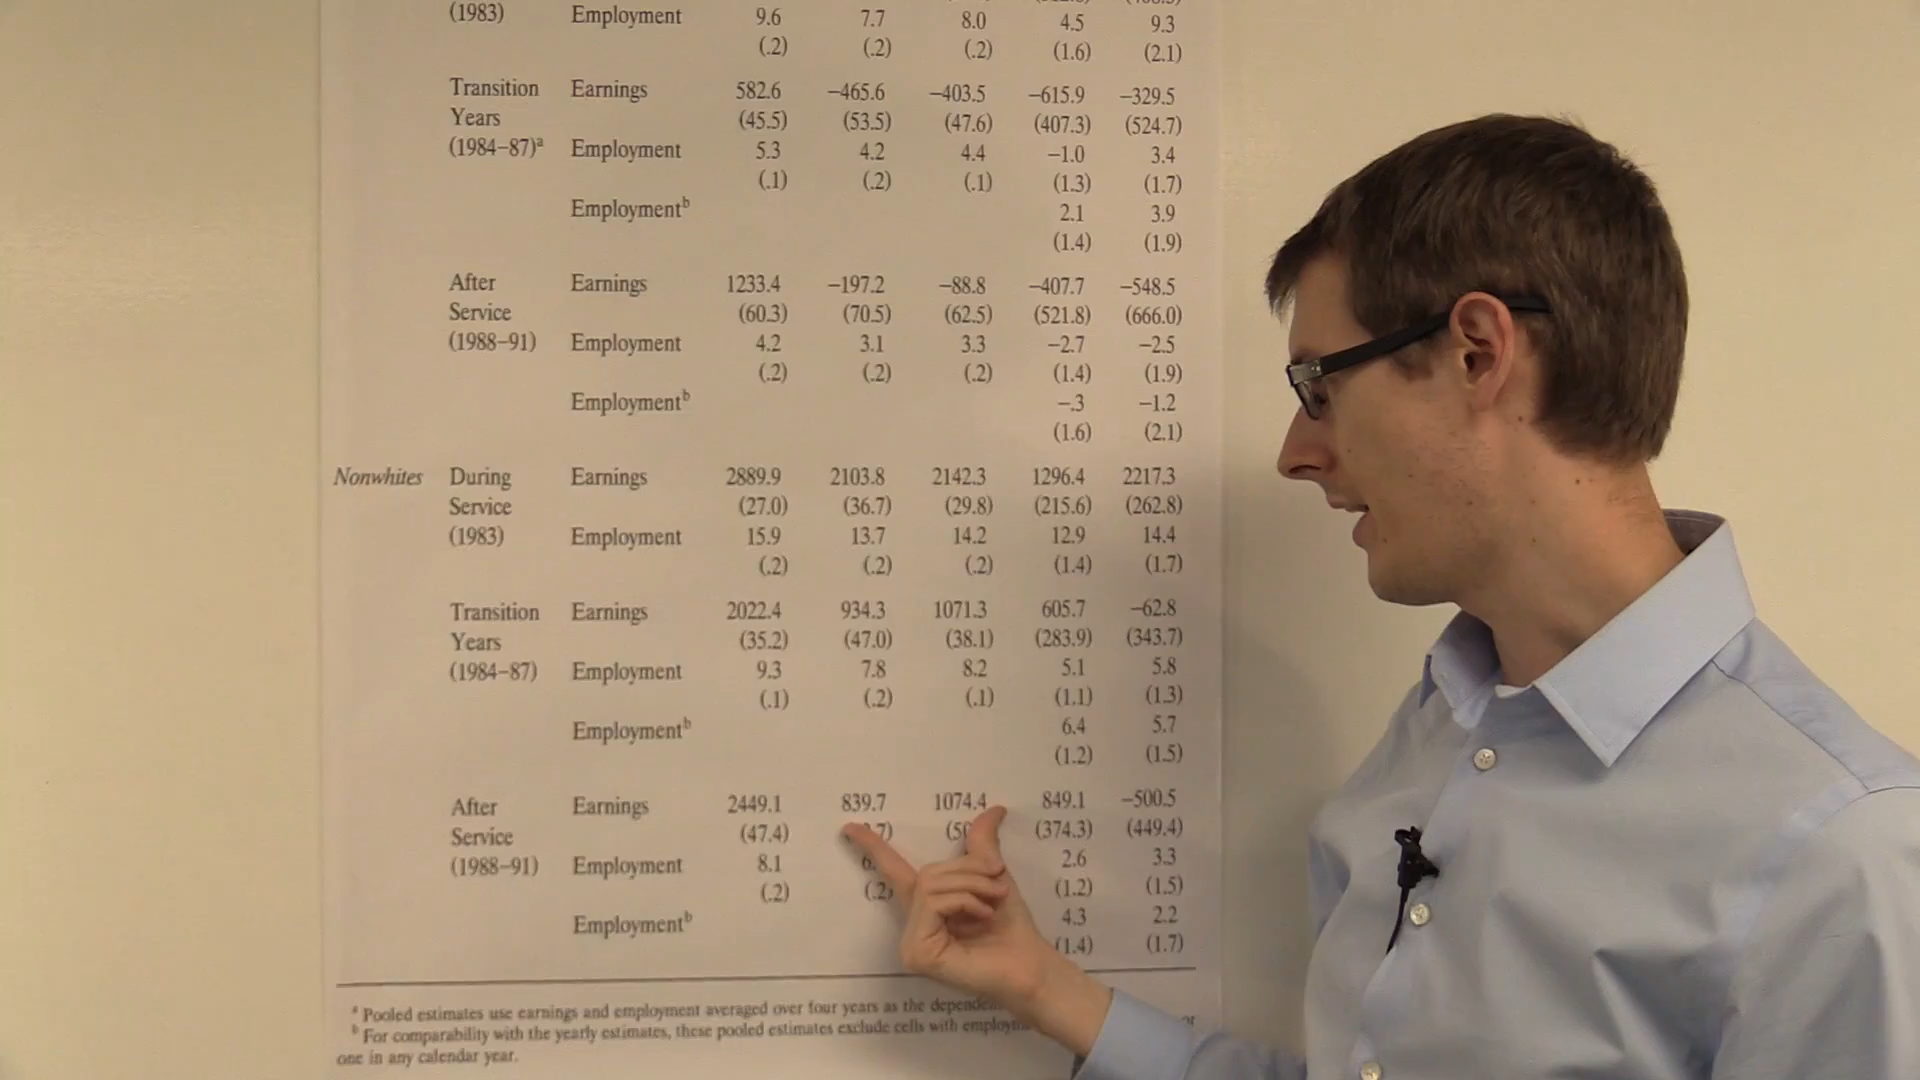 (1983) Employment 9.6 7.7 8.0 4.5 9.3
(.2) (.2) (.2) (1.6) (2.1)
Transition Earnings 582.6 −465.6 −403.5 −615.9 −329.5
Years (45.5) (53.5) (47.6) (407.3) (524.7)
(1984–87)ᵃ Employment 5.3 4.2 4.4 −1.0 3.4
(.1) (.2) (.1) (1.3) (1.7)
Employmentᵇ 2.1 3.9
(1.4) (1.9)
After Earnings 1233.4 −197.2 −88.8 −407.7 −548.5
Service (60.3) (70.5) (62.5) (521.8) (666.0)
(1988–91) Employment 4.2 3.1 3.3 −2.7 −2.5
(.2) (.2) (.2) (1.4) (1.9)
Employmentᵇ −.3 −1.2
(1.6) (2.1)
Nonwhites During Earnings 2889.9 2103.8 2142.3 1296.4 2217.3
Service (27.0) (36.7) (29.8) (215.6) (262.8)
(1983) Employment 15.9 13.7 14.2 12.9 14.4
(.2) (.2) (.2) (1.4) (1.7)
Transition Earnings 2022.4 934.3 1071.3 605.7 −62.8
Years (35.2) (47.0) (38.1) (283.9) (343.7)
(1984–87) Employment 9.3 7.8 8.2 5.1 5.8
(.1) (.2) (.1) (1.1) (1.3)
Employmentᵇ 6.4 5.7
(1.2) (1.5)
After Earnings 2449.1 839.7 1074.4 849.1 −500.5
Service (47.4) (374.3) (449.4)
(1988–91) Employment 8.1 2.6 3.3
(.2) (.2) (1.2) (1.5)
Employmentᵇ 4.3 2.2
(1.4) (1.7)
ᵃ Pooled estimates use earnings and employment averaged over four years as the
ᵇ For comparability with the yearly estimates, these pooled estimates exclude cells with
one in any calendar year.